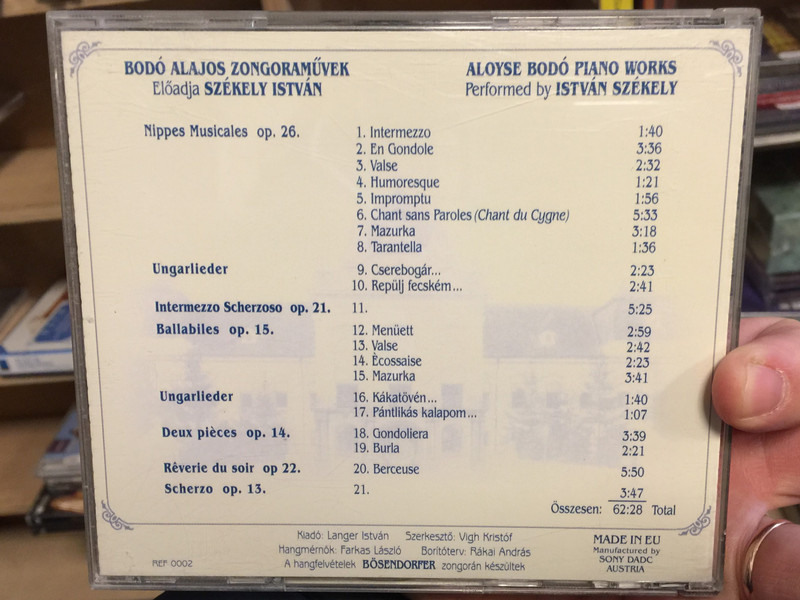 BODÓ ALAJOS ZONGORAMŰVEK ALOYSE BODÓ PIANO WORKS
Előadja SZÉKELY ISTVÁN Performed by ISTVÁN SZÉKELY
Nippes Musicales op. 26. 1. Intermezzo 1:40
2. En Gondole 3:36
3. Valse 2:32
4. Humoresque 1:21
5. Impromptu 1:56
6. Chant sans Paroles (Chant du Cygne) 5:33
7. Mazurka 3:18
8. Tarantella 1:36
Ungarlieder 9. Cserebogár... 2:23
10. Repülj fecském... 2:41
Intermezzo Scherzoso op. 21. 11. 5:25
Ballabiles op. 15. 12. Menüett 2:59
13. Valse 2:42
14. Ècossaise 2:23
15. Mazurka 3:41
Ungarlieder 16. Kákatövén... 1:40
17. Pántlikás kalapom... 1:07
Deux pièces op. 14. 18. Gondoliera 3:39
19. Burla 2:21
Rêverie du soir op 22. 20. Berceuse 5:50
Scherzo op. 13. 21. 3:47
Összesen: 62:28 Total
Kiadó: Langer István Szerkesztő: Vigh Kristóf
Hangmérnök: Farkas László Borítóterv: Rákai András
A hangfelvételek BÖSENDORFER zongorán készültek
REF 0002
MADE IN EU
Manufactured by
SONY DADC
AUSTRIA